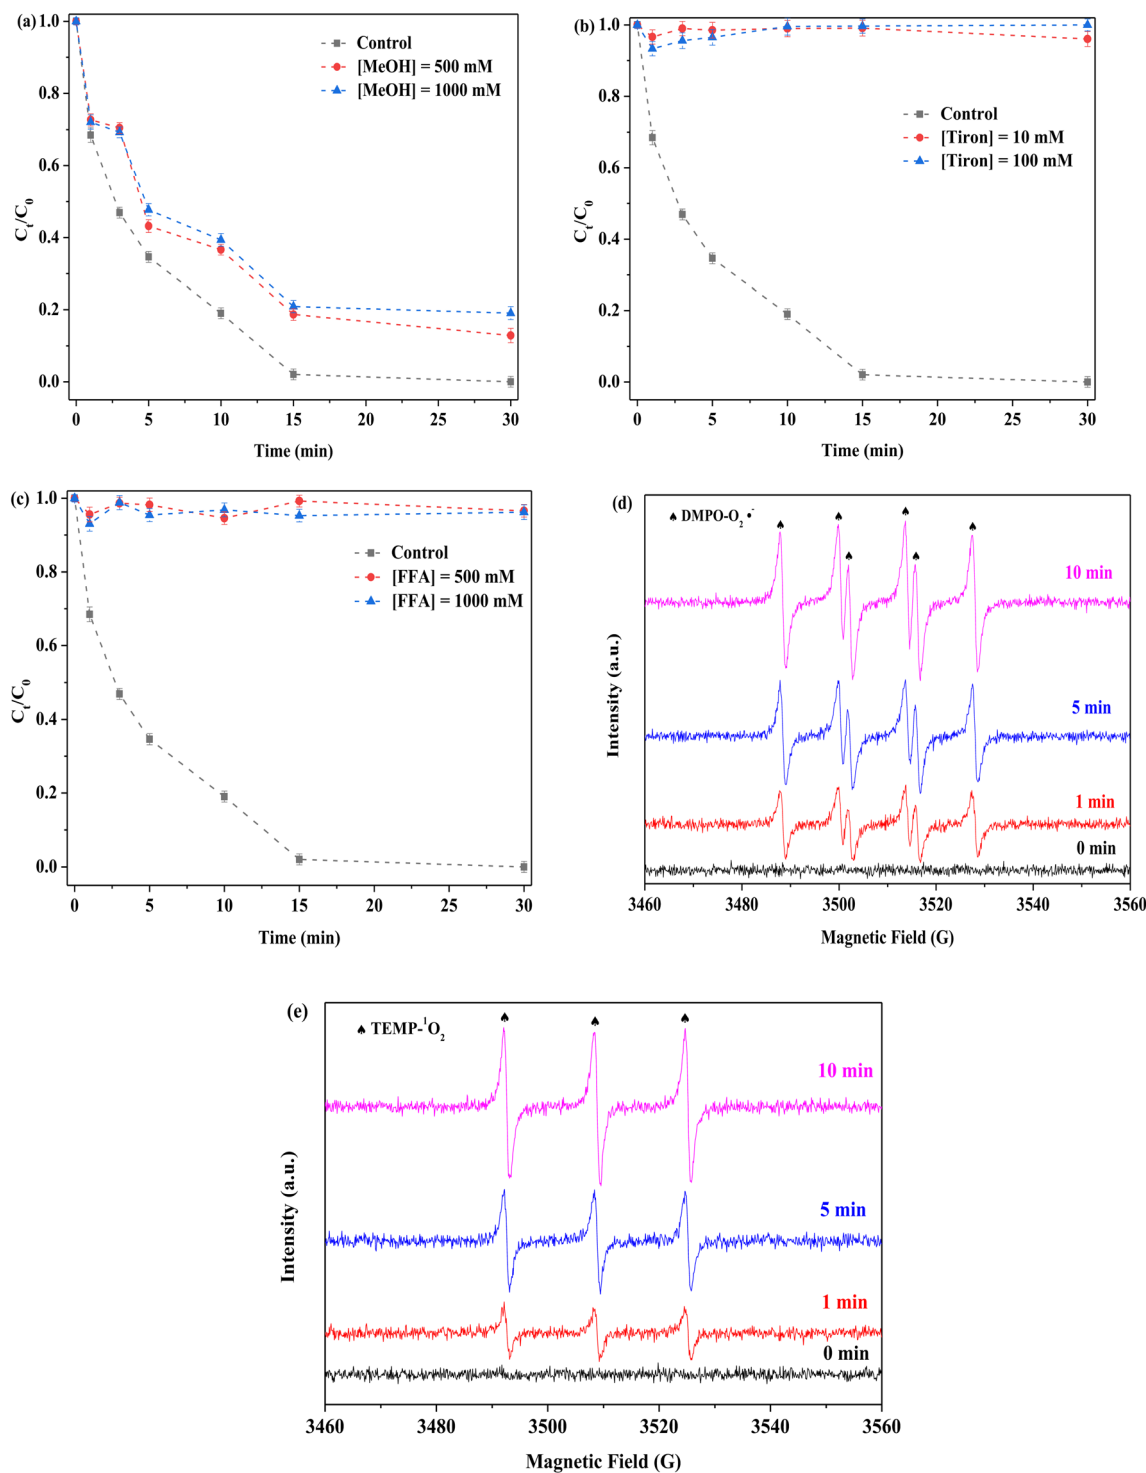 (a)
1.0
0.8
0.6
0.4
0.2
0.0
C_t/C_0
Control
[MeOH] = 500 mM
[MeOH] = 1000 mM
0 5 10 15 20 25 30
Time (min)
(b)
1.0
0.8
0.6
0.4
0.2
0.0
C_t/C_0
Control
[Tiron] = 10 mM
[Tiron] = 100 mM
0 5 10 15 20 25 30
Time (min)
(c)
1.0
0.8
0.6
0.4
0.2
0.0
C_t/C_0
Control
[FFA] = 500 mM
[FFA] = 1000 mM
0 5 10 15 20 25 30
Time (min)
(d)
♠ DMPO-O₂•⁻
10 min
5 min
1 min
0 min
Intensity (a.u.)
3460 3480 3500 3520 3540 3560
Magnetic Field (G)
(e)
♠ TEMP-¹O₂
10 min
5 min
1 min
0 min
Intensity (a.u.)
3460 3480 3500 3520 3540 3560
Magnetic Field (G)